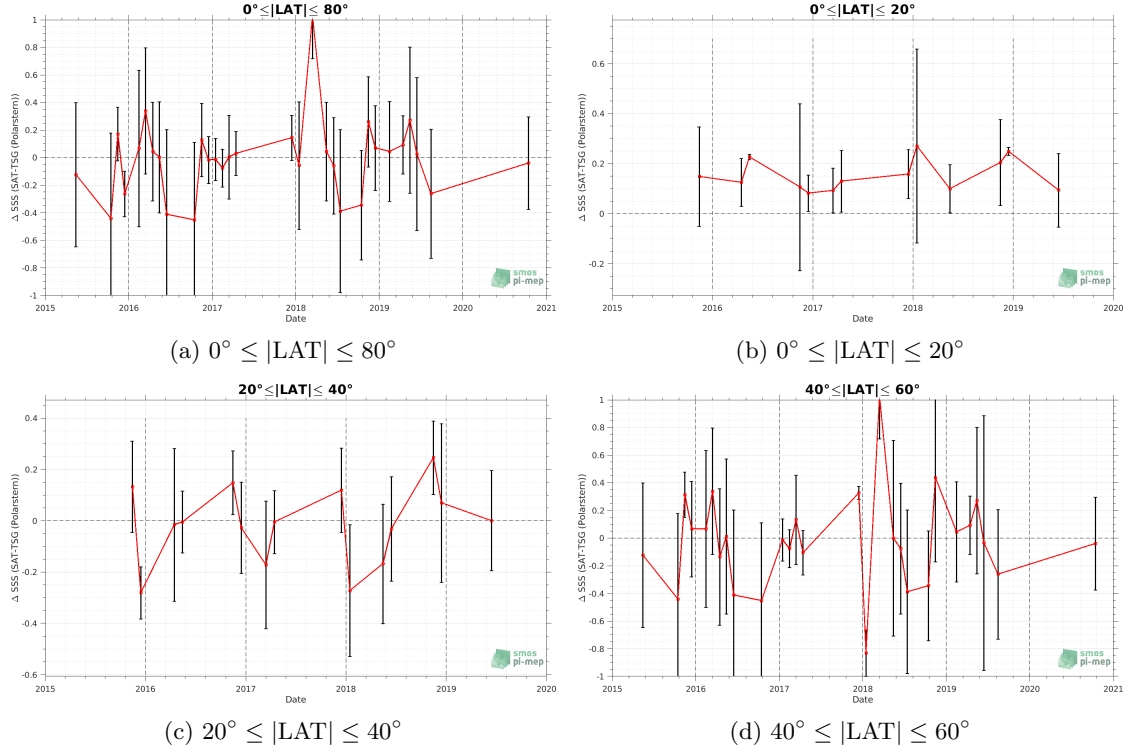 0°≤|LAT|≤ 80°
Δ SSS (SAT-TSG (Polarstern))
1
0.8
0.6
0.4
0.2
0
-0.2
-0.4
-0.6
-0.8
-1
2015 2016 2017 2018 2019 2020 2021
Date
smos
pi-mep
(a) 0° ≤ |LAT| ≤ 80°
0°≤|LAT|≤ 20°
Δ SSS (SAT-TSG (Polarstern))
0.6
0.4
0.2
0
-0.2
2015 2016 2017 2018 2019 2020
Date
smos
pi-mep
(b) 0° ≤ |LAT| ≤ 20°
20°≤|LAT|≤ 40°
Δ SSS (SAT-TSG (Polarstern))
0.4
0.2
0
-0.2
-0.4
-0.6
2015 2016 2017 2018 2019 2020
Date
smos
pi-mep
(c) 20° ≤ |LAT| ≤ 40°
40°≤|LAT|≤ 60°
Δ SSS (SAT-TSG (Polarstern))
1
0.8
0.6
0.4
0.2
0
-0.2
-0.4
-0.6
-0.8
-1
2015 2016 2017 2018 2019 2020 2021
Date
smos
pi-mep
(d) 40° ≤ |LAT| ≤ 60°